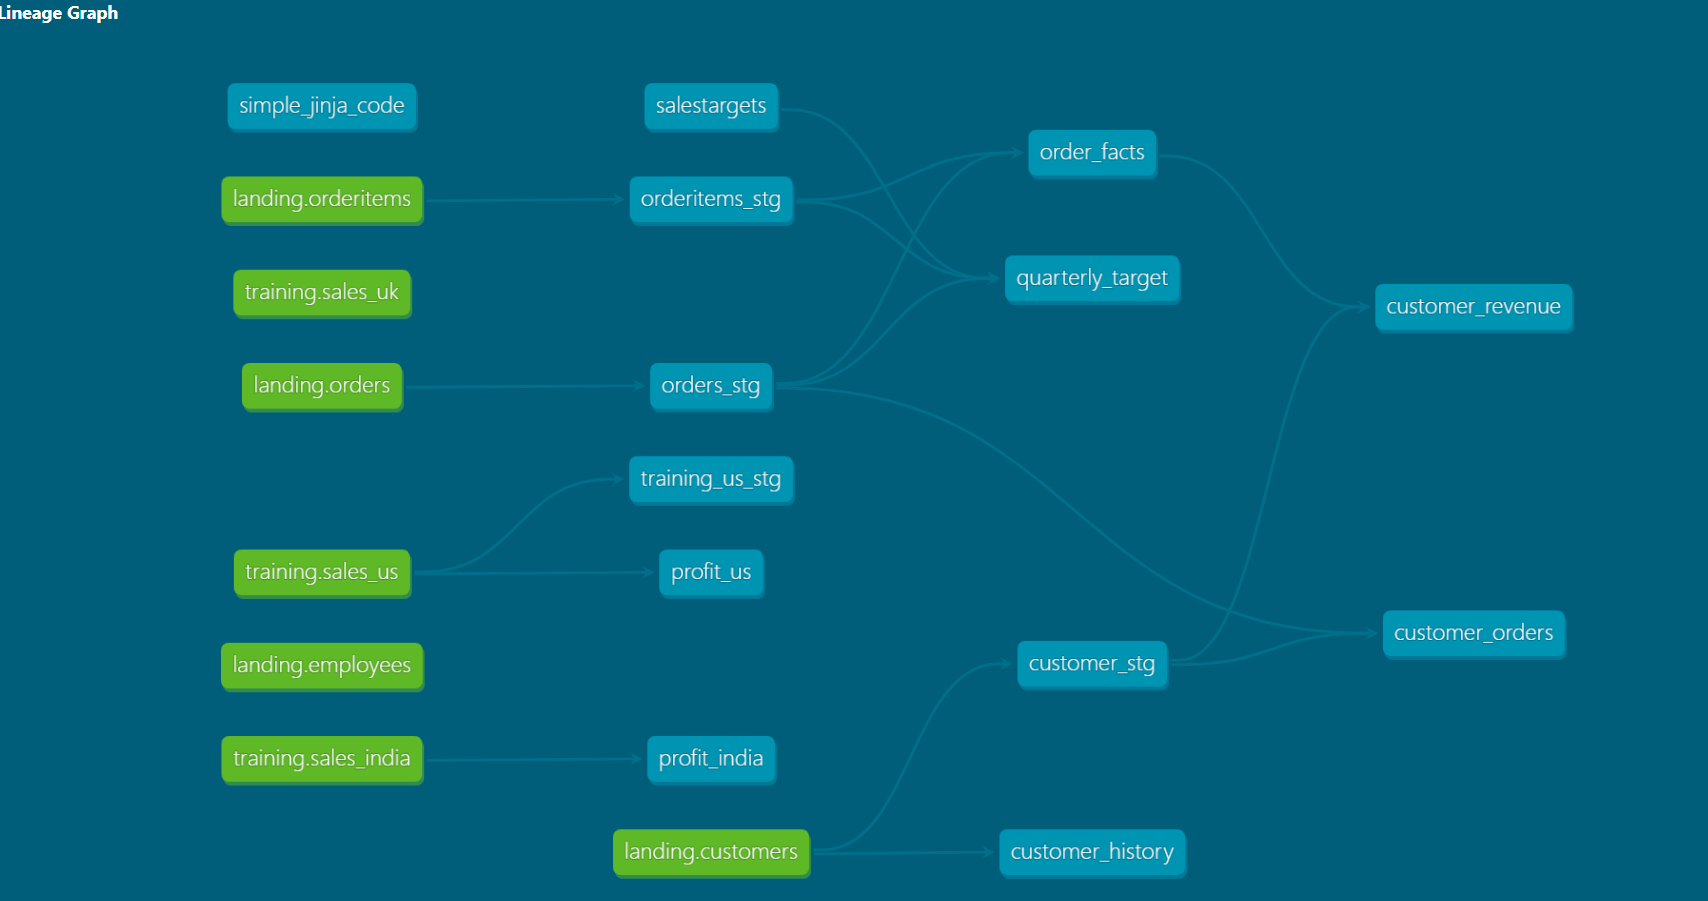 Lineage Graph
simple_jinja_code
salestargets
order_facts
landing.orderitems
orderitems_stg
quarterly_target
training.sales_uk
customer_revenue
landing.orders
orders_stg
training_us_stg
training.sales_us
profit_us
customer_orders
landing.employees
customer_stg
training.sales_india
profit_india
landing.customers
customer_history